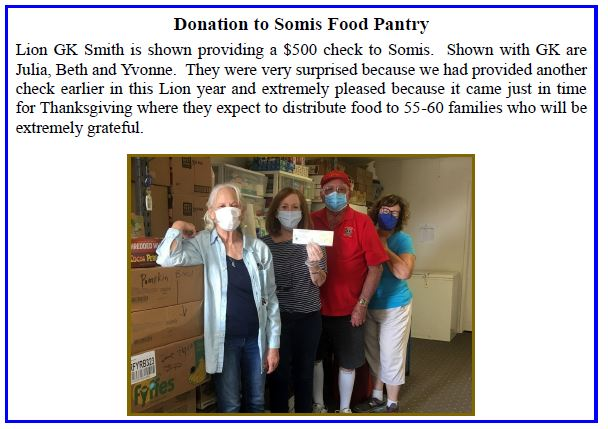 Donation to Somis Food Pantry
Lion GK Smith is shown providing a $500 check to Somis. Shown with GK are
Julia, Beth and Yvonne. They were very surprised because we had provided another
check earlier in this Lion year and extremely pleased because it came just in time
for Thanksgiving where they expect to distribute food to 55-60 families who will be
extremely grateful.
Pumpkin
FYRB323
fyffes